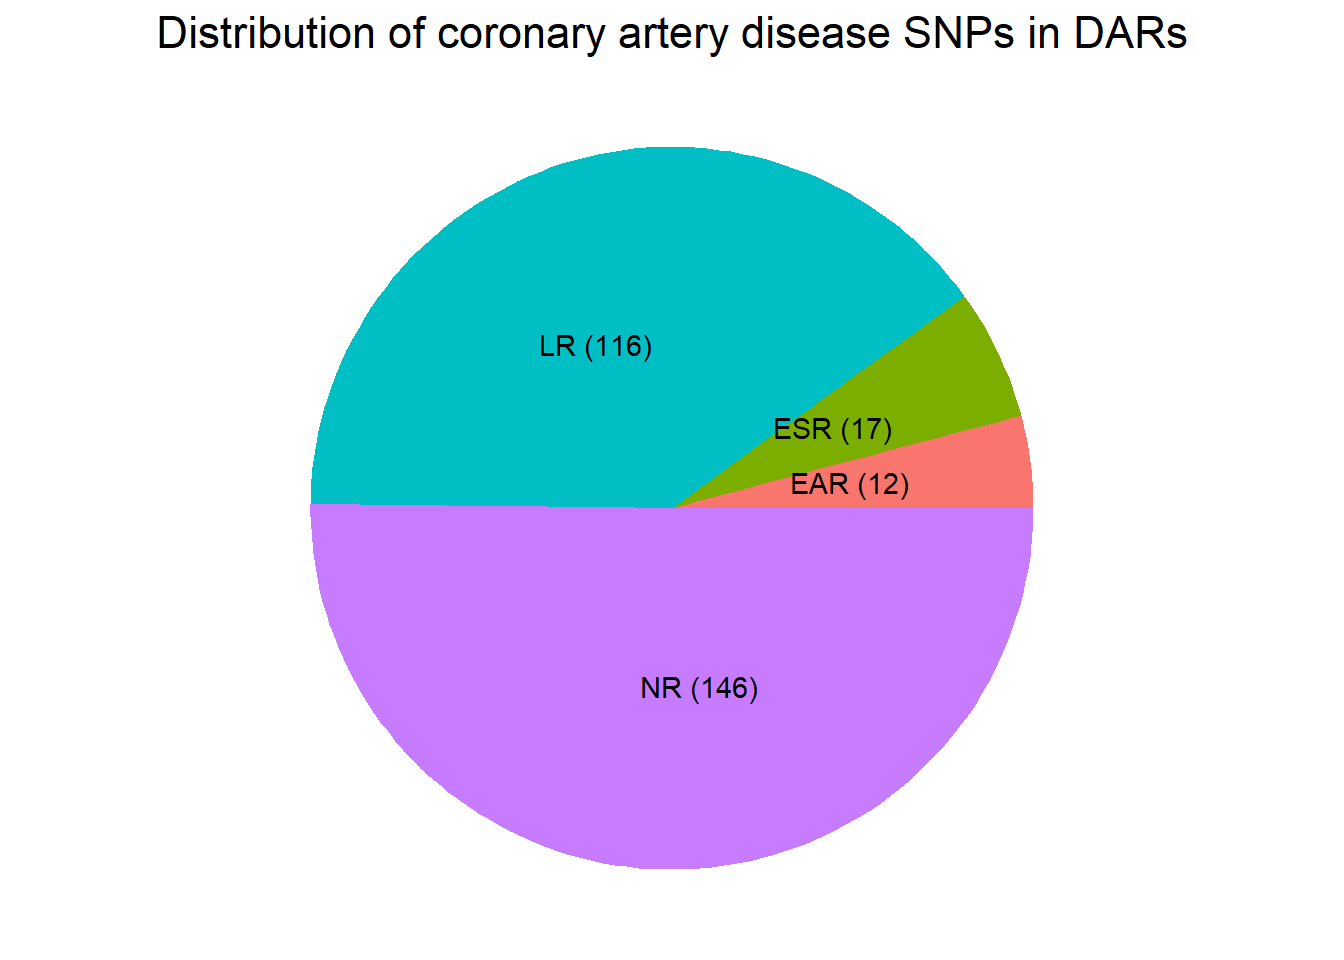 Distribution of coronary artery disease SNPs in DARs
LR (116)
ESR (17)
EAR (12)
NR (146)